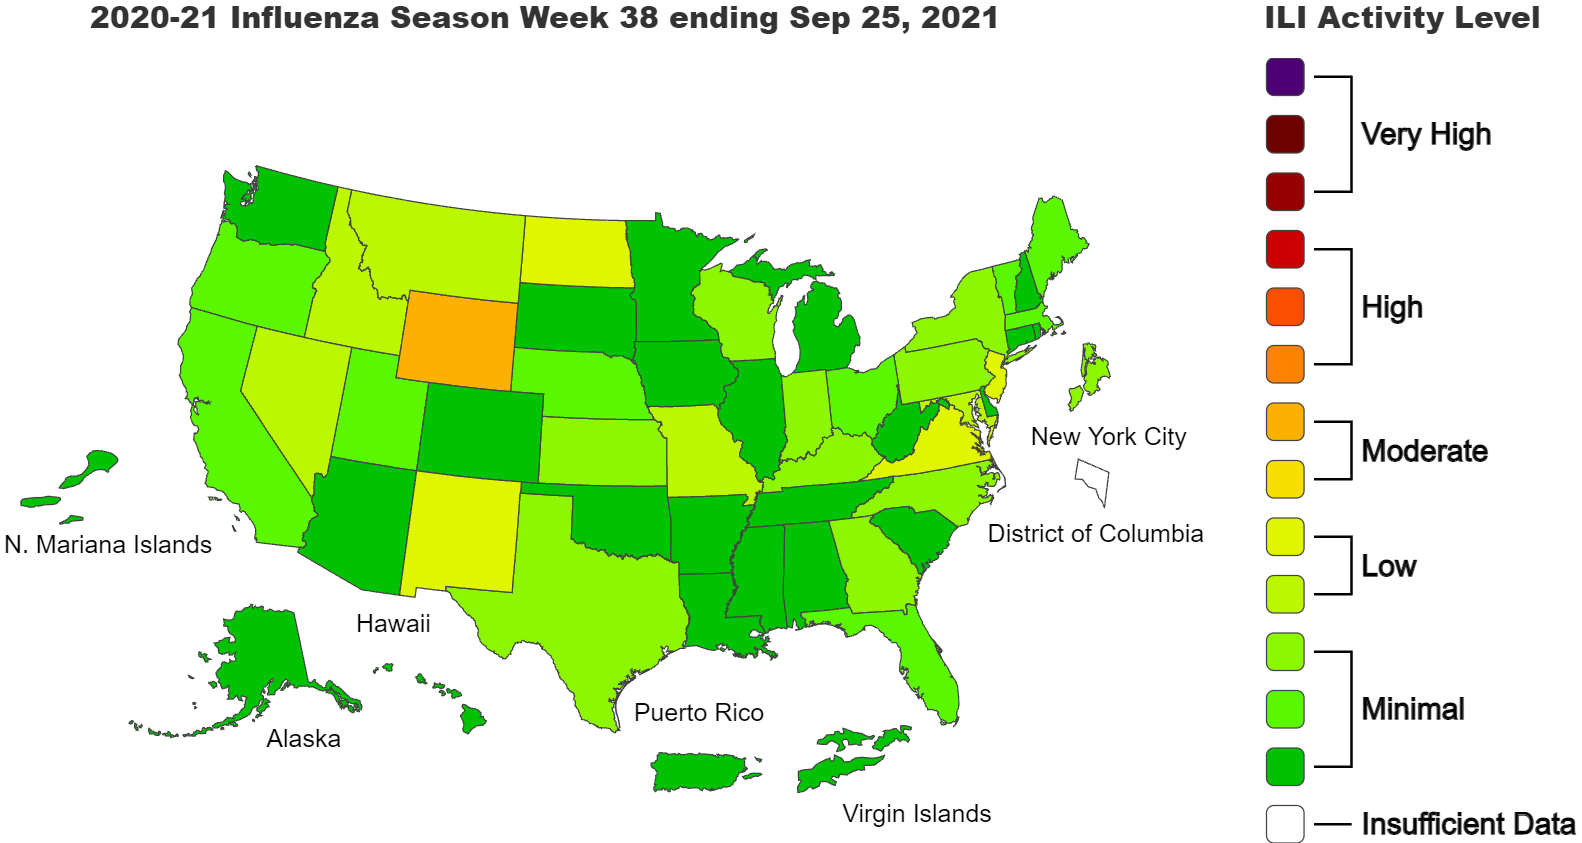 2020-21 Influenza Season Week 38 ending Sep 25, 2021
ILI Activity Level
Very High
High
Moderate
Low
Minimal
Insufficient Data
New York City
District of Columbia
N. Mariana Islands
Hawaii
Alaska
Puerto Rico
Virgin Islands